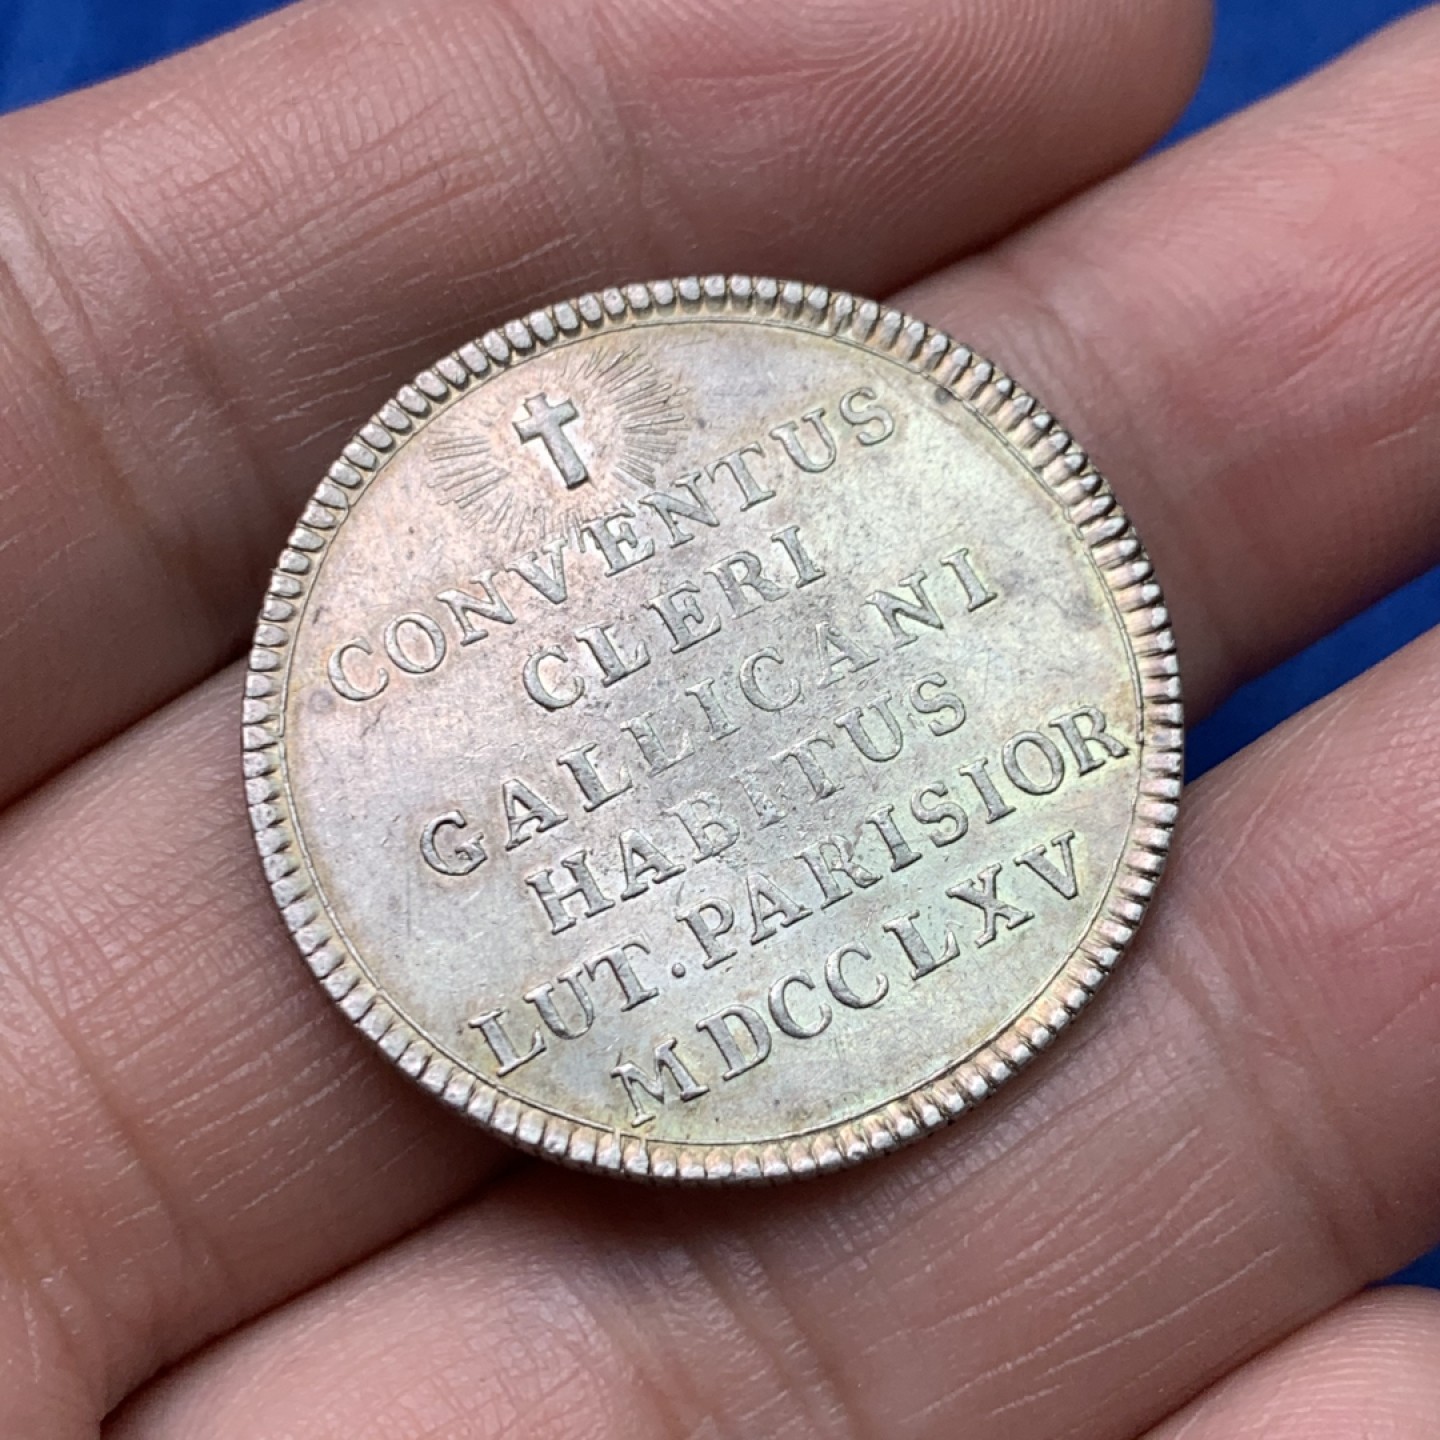 CONVENTUS
CLERI
GALLICANI
HABITUS
LUT. PARISIOR
MDCCLXV